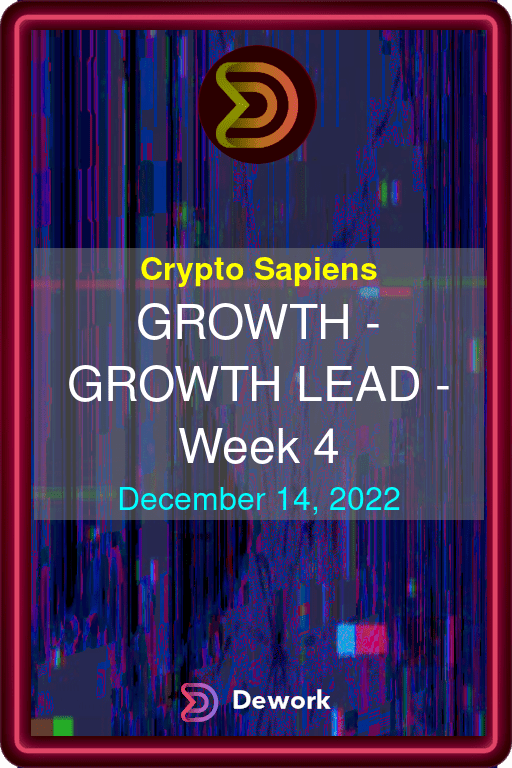 Crypto Sapiens
GROWTH -
GROWTH LEAD -
Week 4
December 14, 2022
Dework